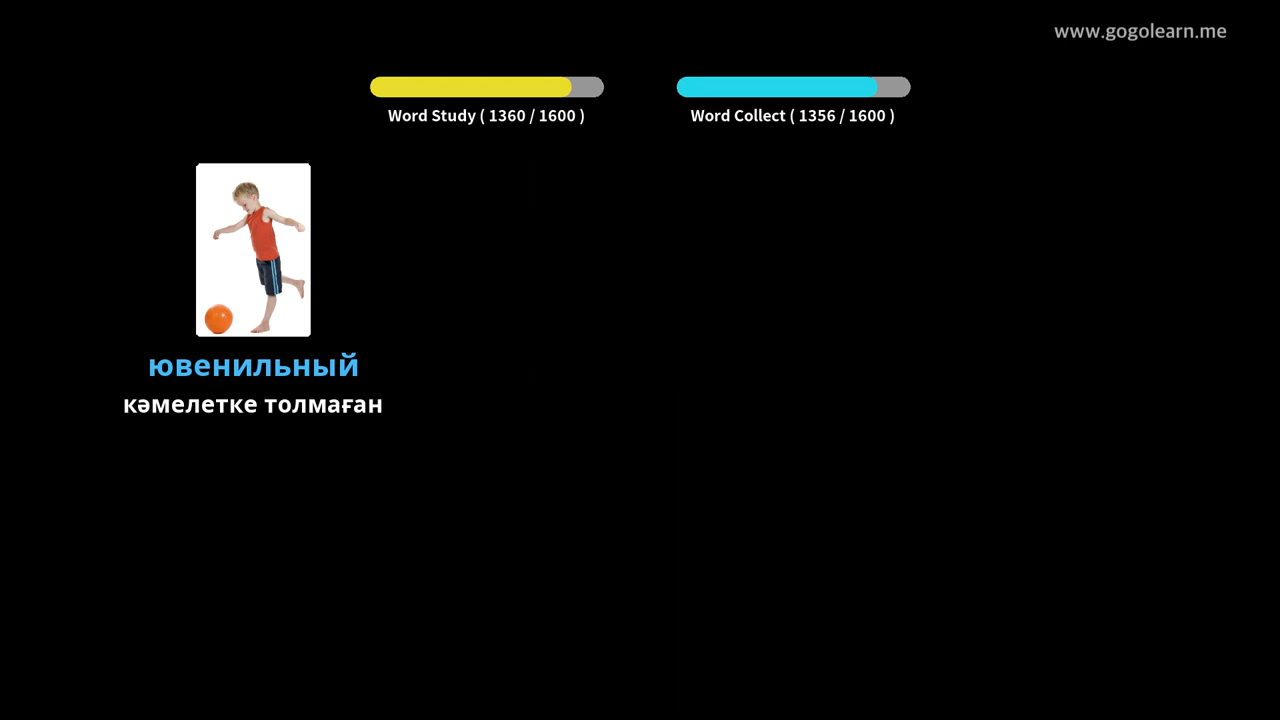 www.gogolearn.me
Word Study ( 1360 / 1600 )
Word Collect ( 1356 / 1600 )
ювенильный
кәмелетке толмаған